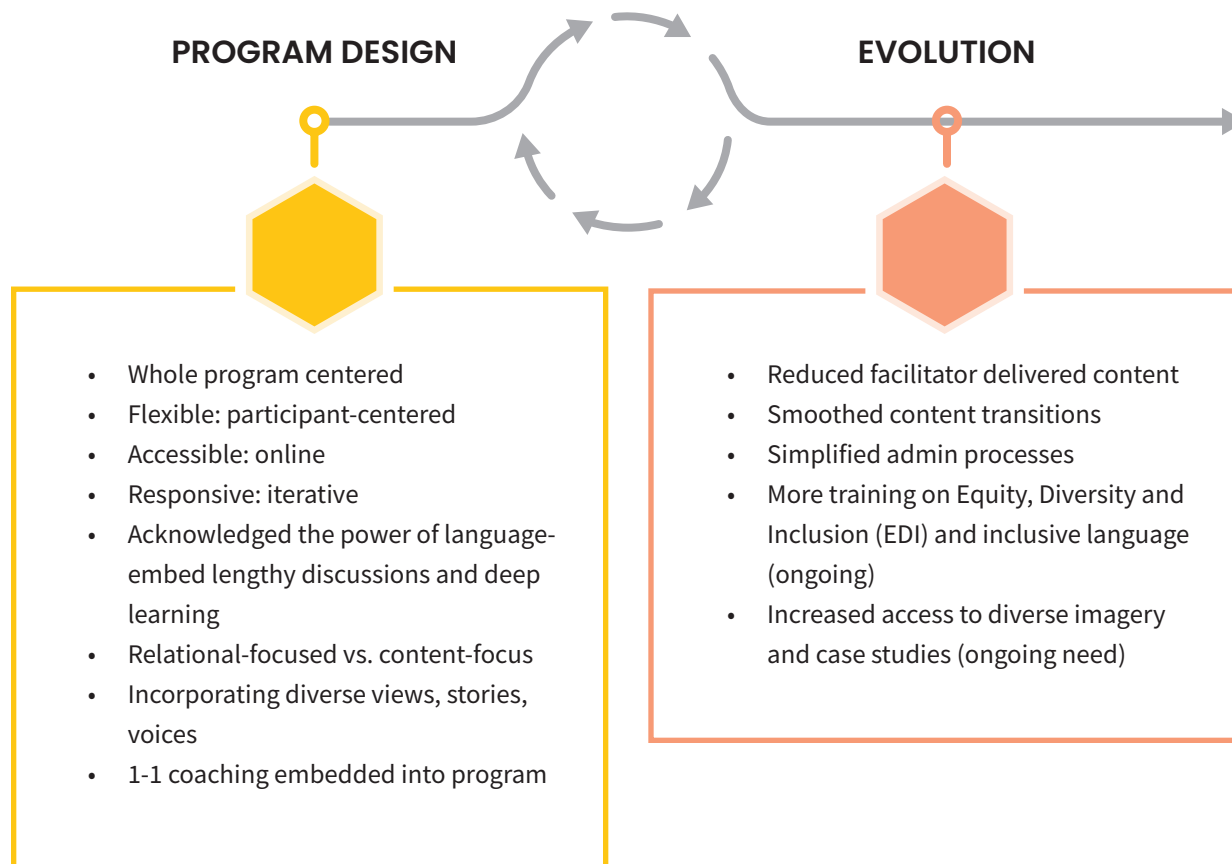 PROGRAM DESIGN
• Whole program centered
• Flexible: participant-centered
• Accessible: online
• Responsive: iterative
• Acknowledged the power of language-
embed lengthy discussions and deep
learning
• Relational-focused vs. content-focus
• Incorporating diverse views, stories,
voices
• 1-1 coaching embedded into program
EVOLUTION
• Reduced facilitator delivered content
• Smoothed content transitions
• Simplified admin processes
• More training on Equity, Diversity and
Inclusion (EDI) and inclusive language
(ongoing)
• Increased access to diverse imagery
and case studies (ongoing need)